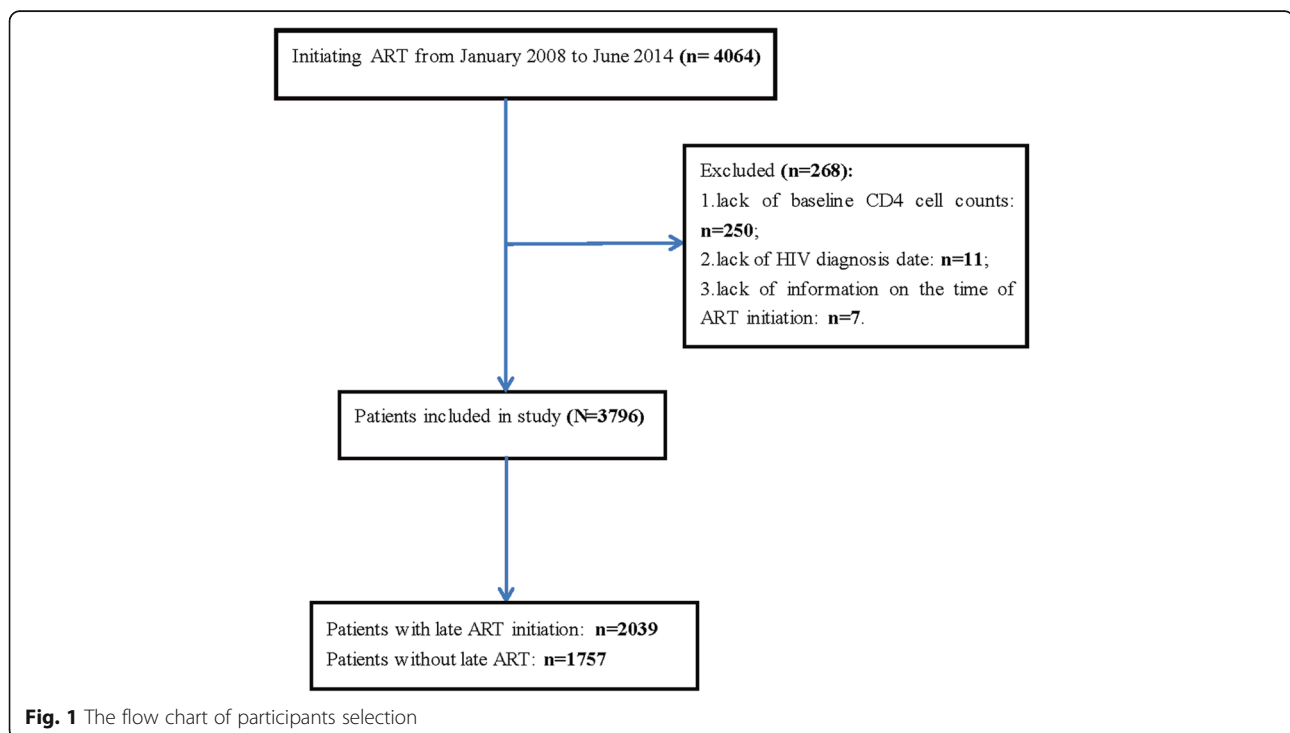 Initiating ART from January 2008 to June 2014 (n= 4064)
Excluded (n=268):
1.lack of baseline CD4 cell counts:
n=250;
2.lack of HIV diagnosis date: n=11;
3.lack of information on the time of
ART initiation: n=7.
Patients included in study (N=3796)
Patients with late ART initiation: n=2039
Patients without late ART: n=1757
Fig. 1 The flow chart of participants selection